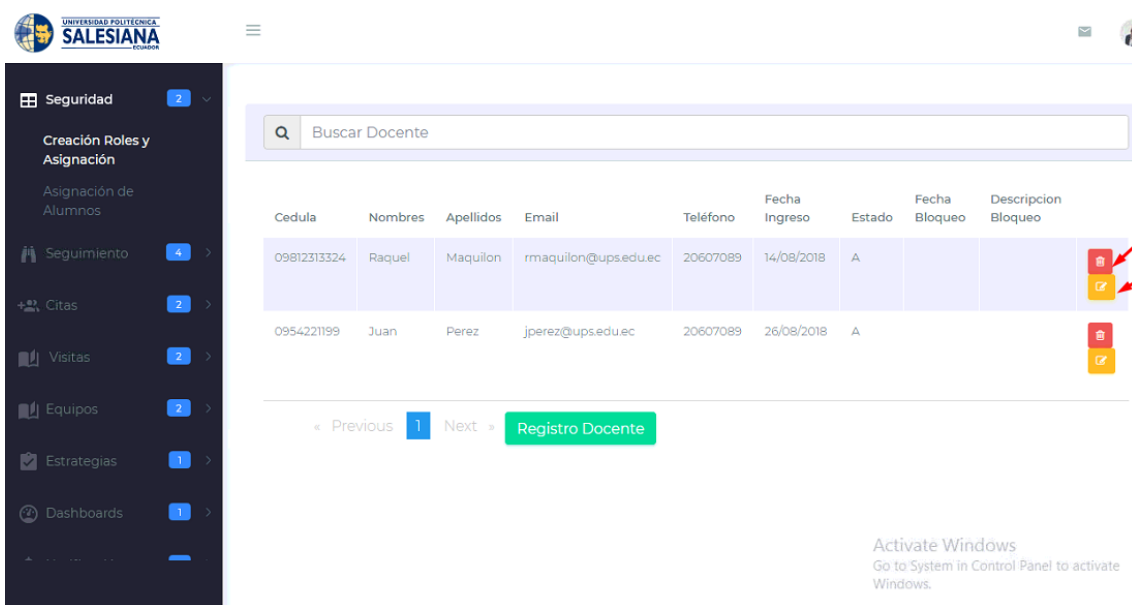 UNIVERSIDAD POLITECNICA
SALESIANA
ECUADOR
Seguridad 2
Creación Roles y
Asignación
Asignación de
Alumnos
Seguimiento 4
Citas 2
Visitas 2
Equipos 2
Estrategias 1
Dashboards 1
Buscar Docente
Cedula Nombres Apellidos Email Teléfono Fecha Ingreso Estado Fecha Bloqueo Descripcion Bloqueo
09812313324 Raquel Maquilon rmaquilon@ups.edu.ec 20607089 14/08/2018 A
0954221199 Juan Perez jperez@ups.edu.ec 20607089 26/08/2018 A
« Previous 1 Next » Registro Docente
Activate Windows
Go to System in Control Panel to activate
Windows.